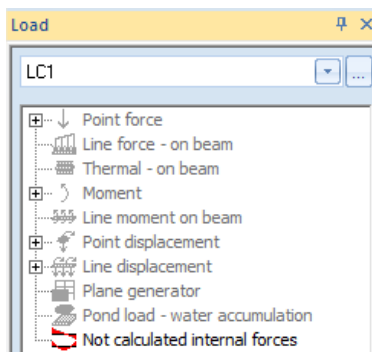 Load
LC1
...
Point force
Line force - on beam
Thermal - on beam
Moment
Line moment on beam
Point displacement
Line displacement
Plane generator
Pond load - water accumulation
Not calculated internal forces